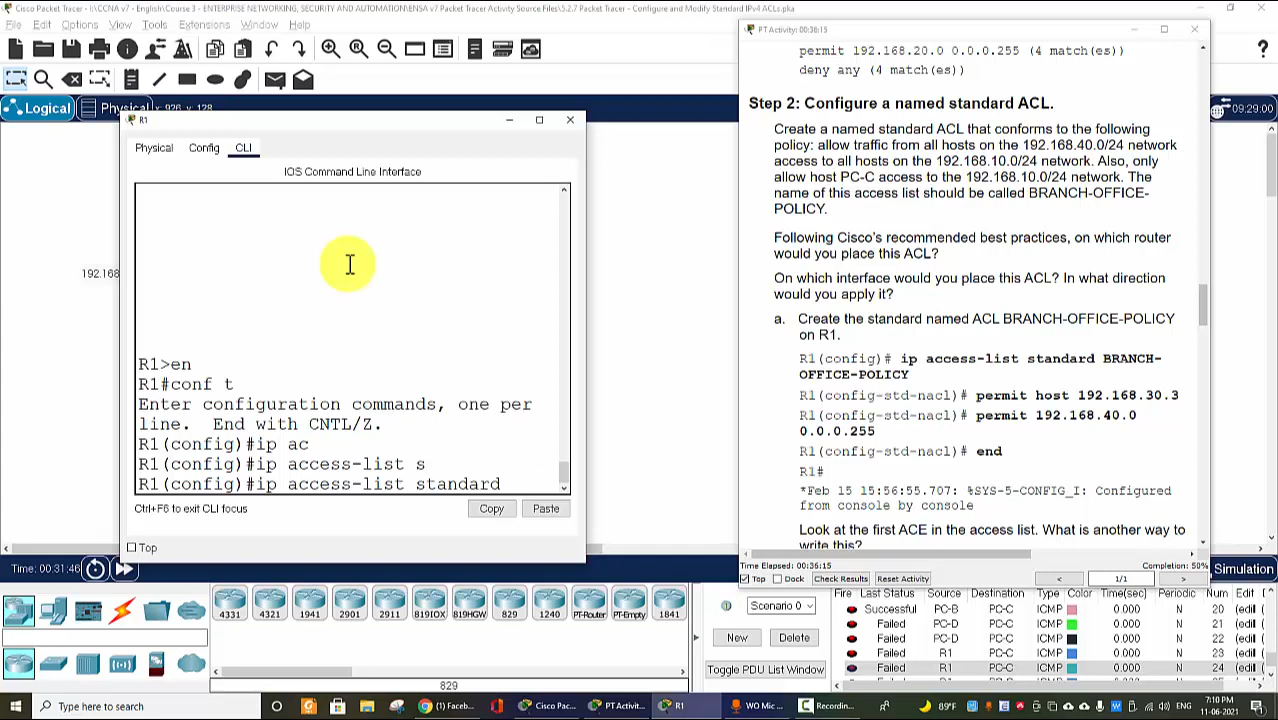 Cisco Packet Tracer - C:\CCNA v7 - English\Course 3 - ENTERPRISE NETWORKING, SECURITY AND AUTOMATION\ENSA v7 Packet Tracer Activity Source Files\5.2.7 Packet Tracer - Configure and Modify Standard IPv4 ACLs.pka
File Edit Options View Tools Extensions Window Help
Logical Physical x: 926, y: 128
09:29:00
192.168
R1
Physical Config CLI
IOS Command Line Interface
R1>en
R1#conf t
Enter configuration commands, one per
line. End with CNTL/Z.
R1(config)#ip ac
R1(config)#ip access-list s
R1(config)#ip access-list standard
Ctrl+F6 to exit CLI focus
Copy Paste
Top
PT Activity: 00:36:15
permit 192.168.20.0 0.0.0.255 (4 match(es))
deny any (4 match(es))
Step 2: Configure a named standard ACL.
Create a named standard ACL that conforms to the following
policy: allow traffic from all hosts on the 192.168.40.0/24 network
access to all hosts on the 192.168.10.0/24 network. Also, only
allow host PC-C access to the 192.168.10.0/24 network. The
name of this access list should be called BRANCH-OFFICE-
POLICY.
Following Cisco's recommended best practices, on which router
would you place this ACL?
On which interface would you place this ACL? In what direction
would you apply it?
a. Create the standard named ACL BRANCH-OFFICE-POLICY
on R1.
R1(config)# ip access-list standard BRANCH-
OFFICE-POLICY
R1(config-std-nacl)# permit host 192.168.30.3
R1(config-std-nacl)# permit 192.168.40.0
0.0.0.255
R1(config-std-nacl)# end
R1#
*Feb 15 15:56:55.707: %SYS-5-CONFIG_I: Configured
from console by console
Look at the first ACE in the access list. What is another way to
write this?
Time Elapsed: 00:36:15 Completion: 50%
Top Dock Check Results Reset Activity < 1/1 >
Time: 00:31:46
Simulation
4331 4321 1941 2901 2911 819IOX 819HGW 829 1240 PT-Router PT-Empty 1841
829
Scenario 0
New Delete
Toggle PDU List Window
Fire Last Status Source Destination Type Color Time(sec) Periodic Num Edit
Successful PC-B PC-C ICMP 0.000 N 20 (edit
Failed PC-D PC-C ICMP 0.000 N 21 (edit
Failed PC-D PC-C ICMP 0.000 N 22 (edit
Failed R1 PC-C ICMP 0.000 N 23 (edit
Failed R1 PC-C ICMP 0.000 N 24 (edit
Type here to search
(1) Faceb... Cisco Pac... PT Activit... R1 WO Mic... Recordin...
89°F ENG 7:10 PM
11-06-2021